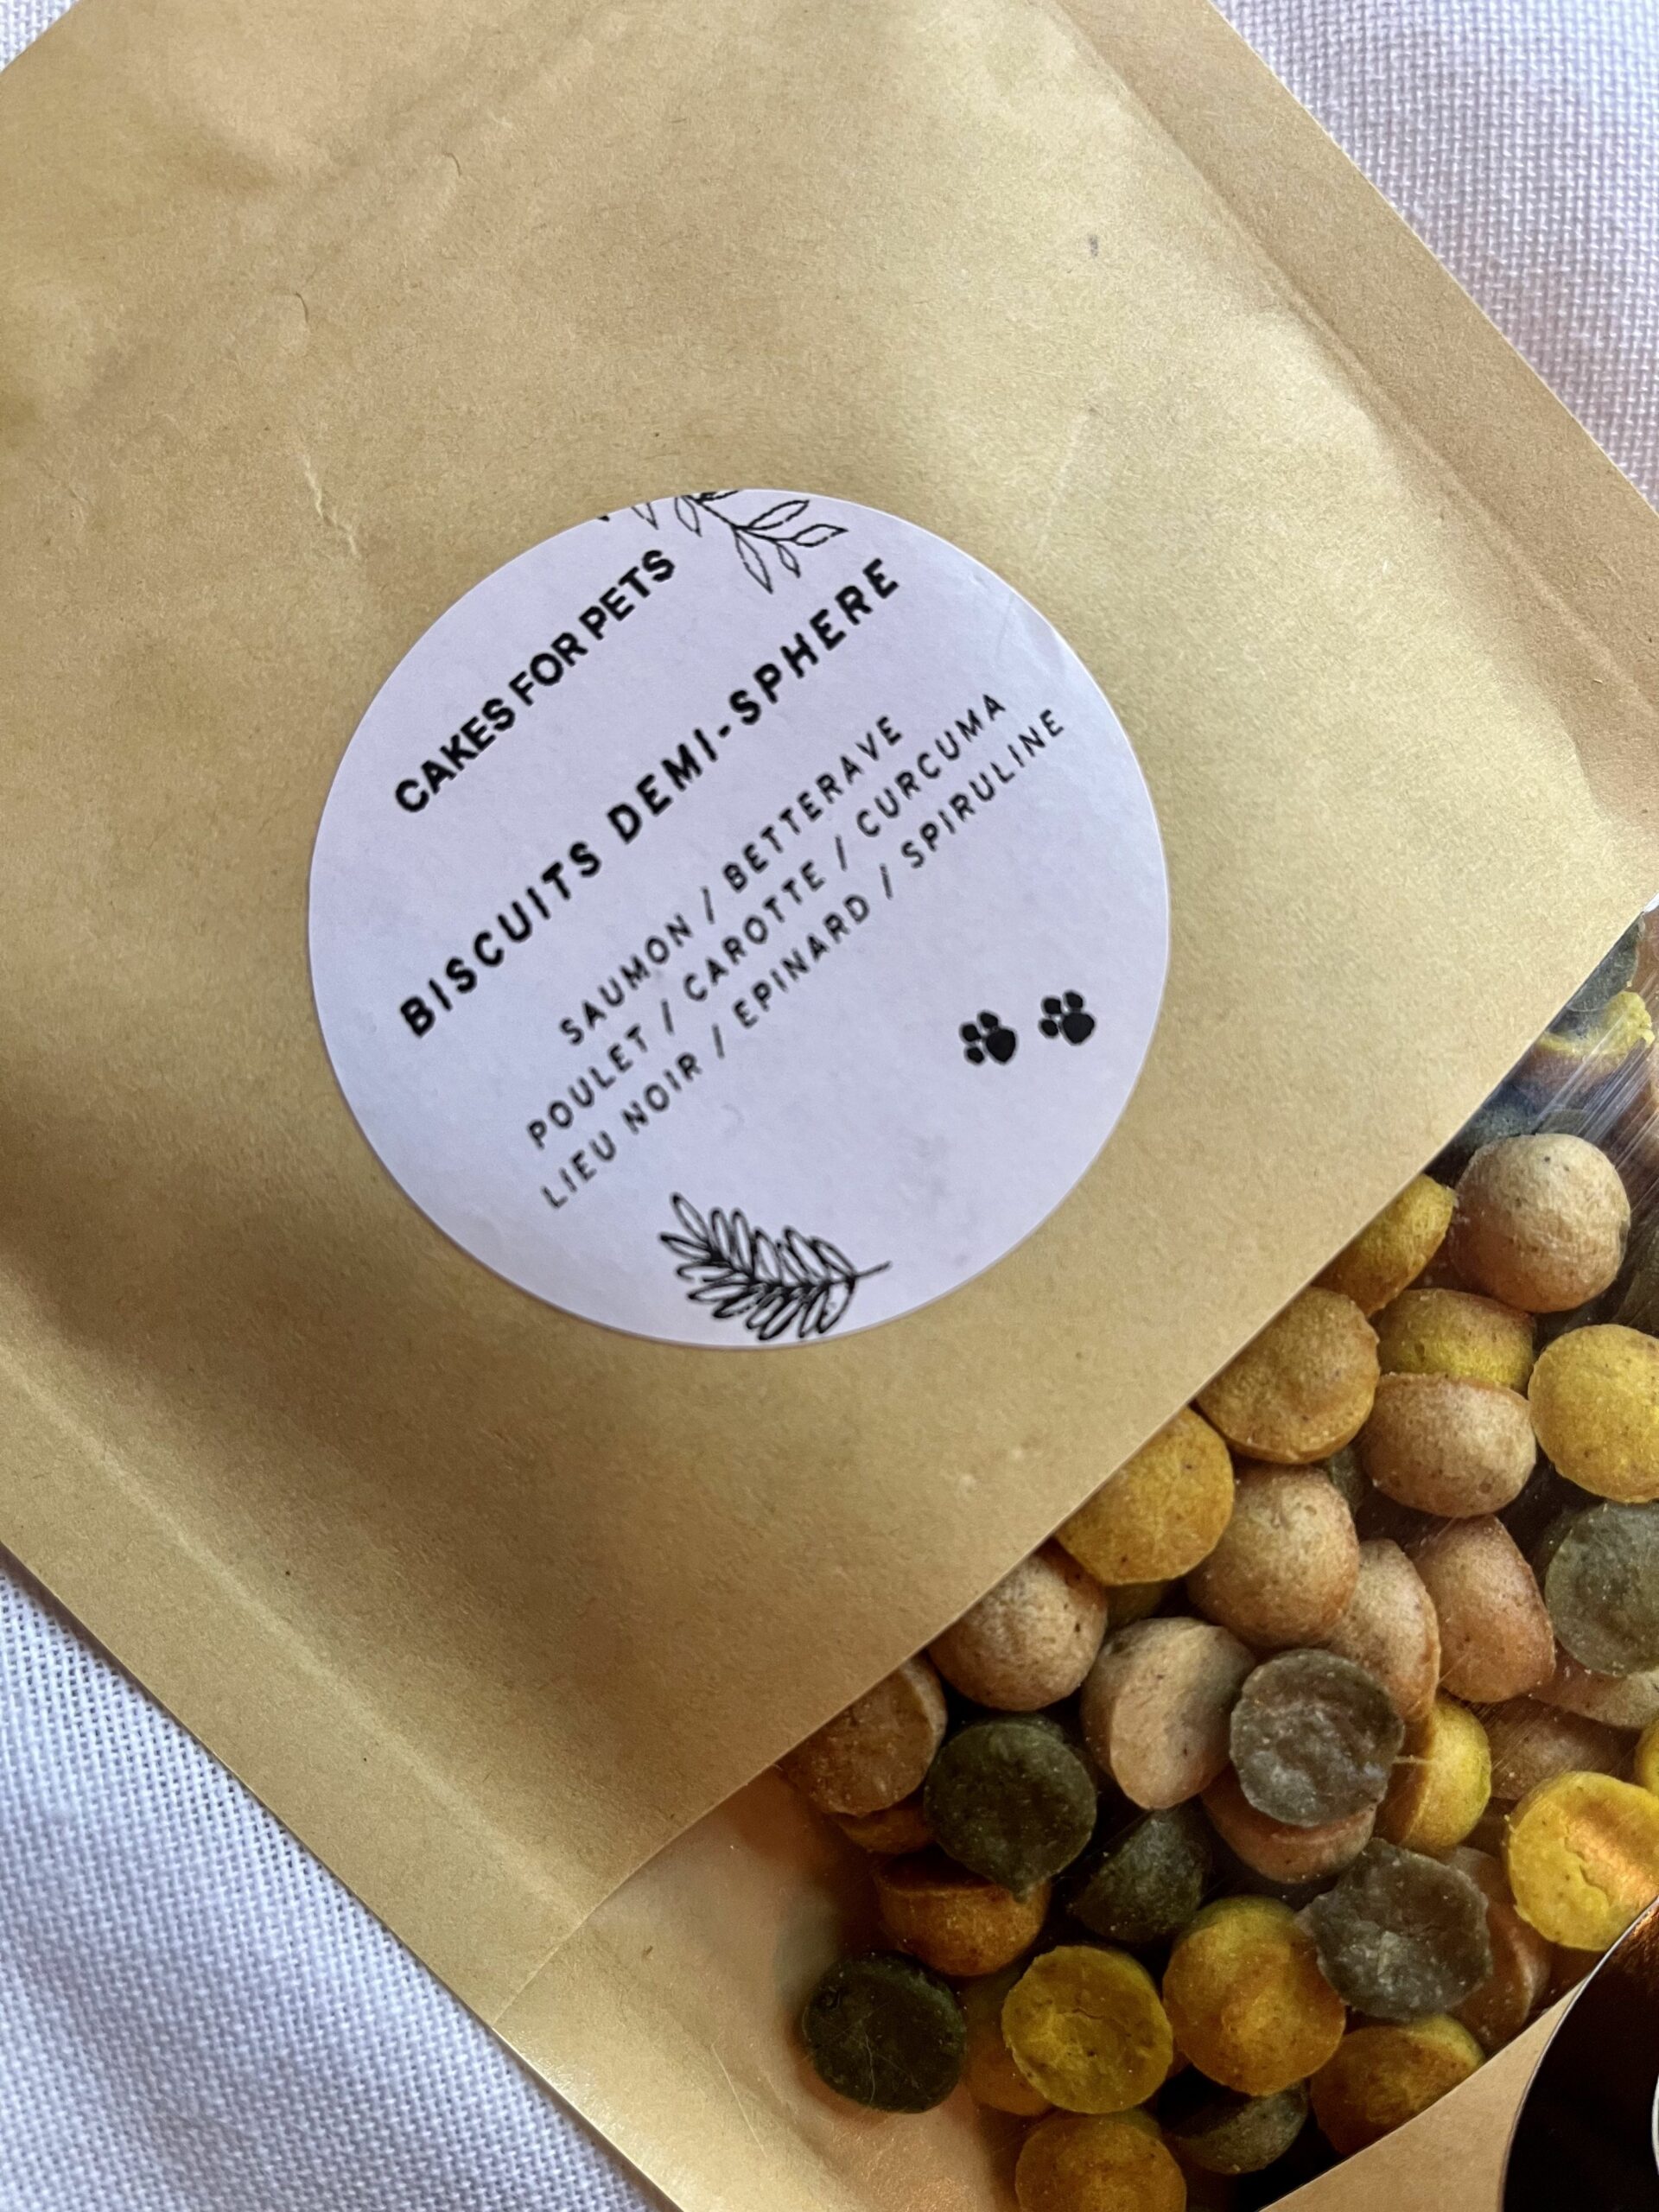 CAKES FOR PETS
BISCUITS DEMI-SPHERE
SAUMON / BETTERAVE
POULET / CAROTTE / CURCUMA
LIEU NOIR / EPINARD / SPIRULINE